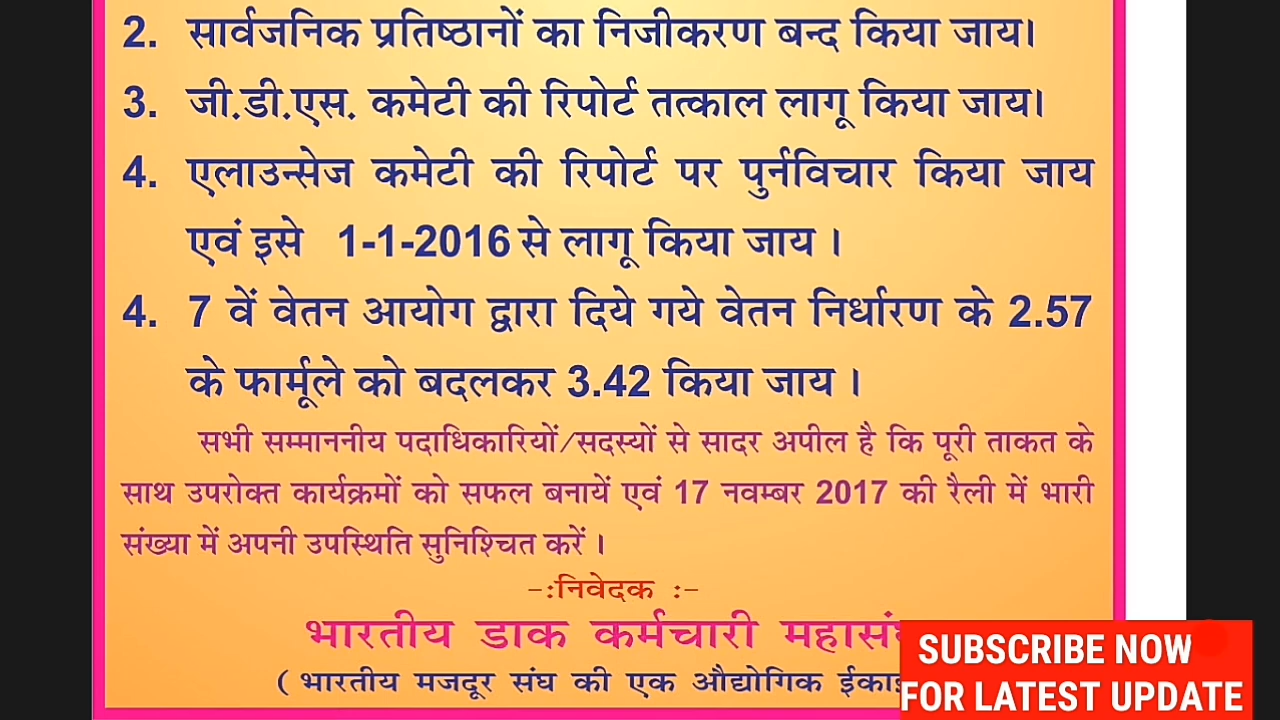 2. सार्वजनिक प्रतिष्ठानों का निजीकरण बन्द किया जाय।
3. जी.डी.एस. कमेटी की रिपोर्ट तत्काल लागू किया जाय।
4. एलाउन्सेज कमेटी की रिपोर्ट पर पुर्नविचार किया जाय
एवं इसे 1-1-2016 से लागू किया जाय ।
4. 7 वें वेतन आयोग द्वारा दिये गये वेतन निर्धारण के 2.57
के फार्मूले को बदलकर 3.42 किया जाय ।
सभी सम्माननीय पदाधिकारियों/सदस्यों से सादर अपील है कि पूरी ताकत के
साथ उपरोक्त कार्यक्रमों को सफल बनायें एवं 17 नवम्बर 2017 की रैली में भारी
संख्या में अपनी उपस्थिति सुनिश्चित करें ।
-:निवेदक :-
भारतीय डाक कर्मचारी
( भारतीय मजदूर संघ की एक औद्योगिक
SUBSCRIBE NOW
FOR LATEST UPDATE